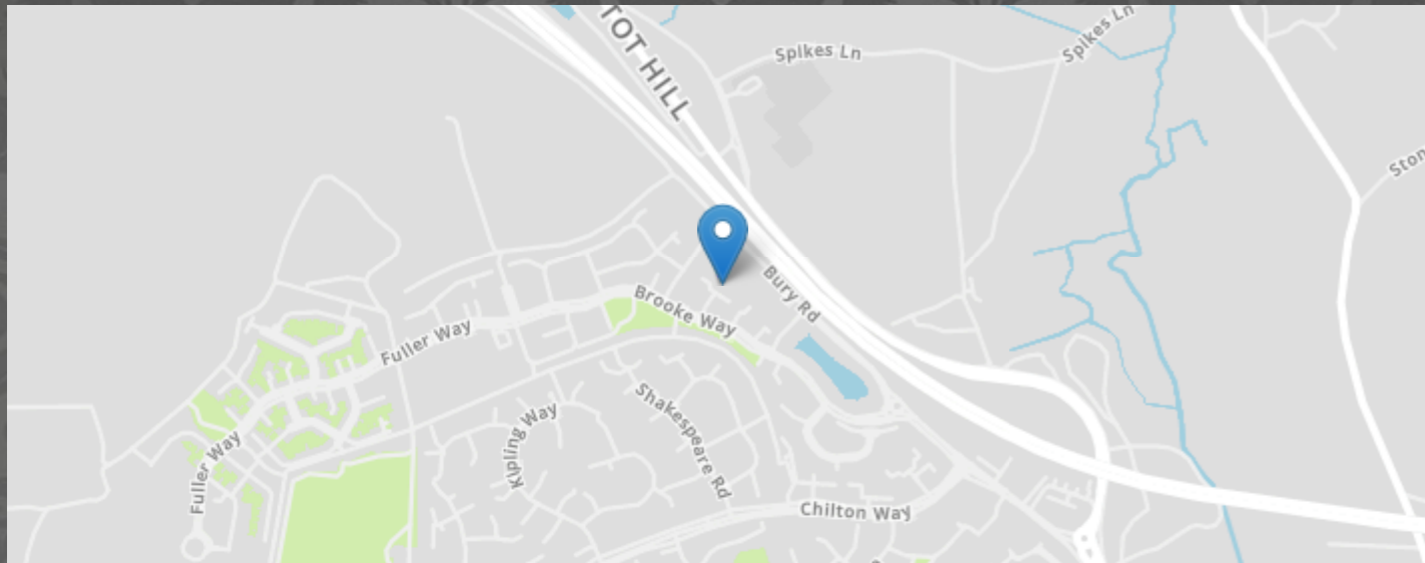 TOT HILL
Spikes Ln
Spikes Ln
Bury Rd
Brooke Way
Fuller Way
Shakespeare Rd
Kipling Way
Fuller Way
Chilton Way